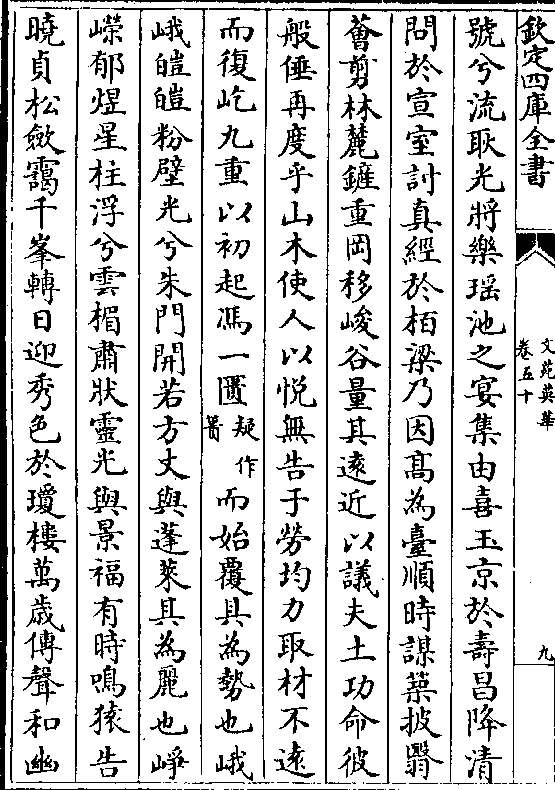 欽定四庫全書
文苑英華
卷五十
九
號兮流耿光將樂瑶池之宴集由喜玉京於壽昌降清
問於宣室討真經於栢梁乃因髙為臺順時謀築披翳
薈剪林麓鏟重岡移峻谷量其逺近以議夫土功命彼
般倕再度乎山木使人以悦無告于勞均力取材不逺
而復屹九重以初起馮一匱疑作簣而始覆其為勢也峨
峨皚皚粉壁光兮朱門開若方丈與蓬萊其為麗也崢
嶸郁煜星柱浮兮雲楣肅狀靈光與景福有時鳴猿告
曉貞松斂靄千峯轉日迎秀色於瓊樓萬歳傳聲和幽